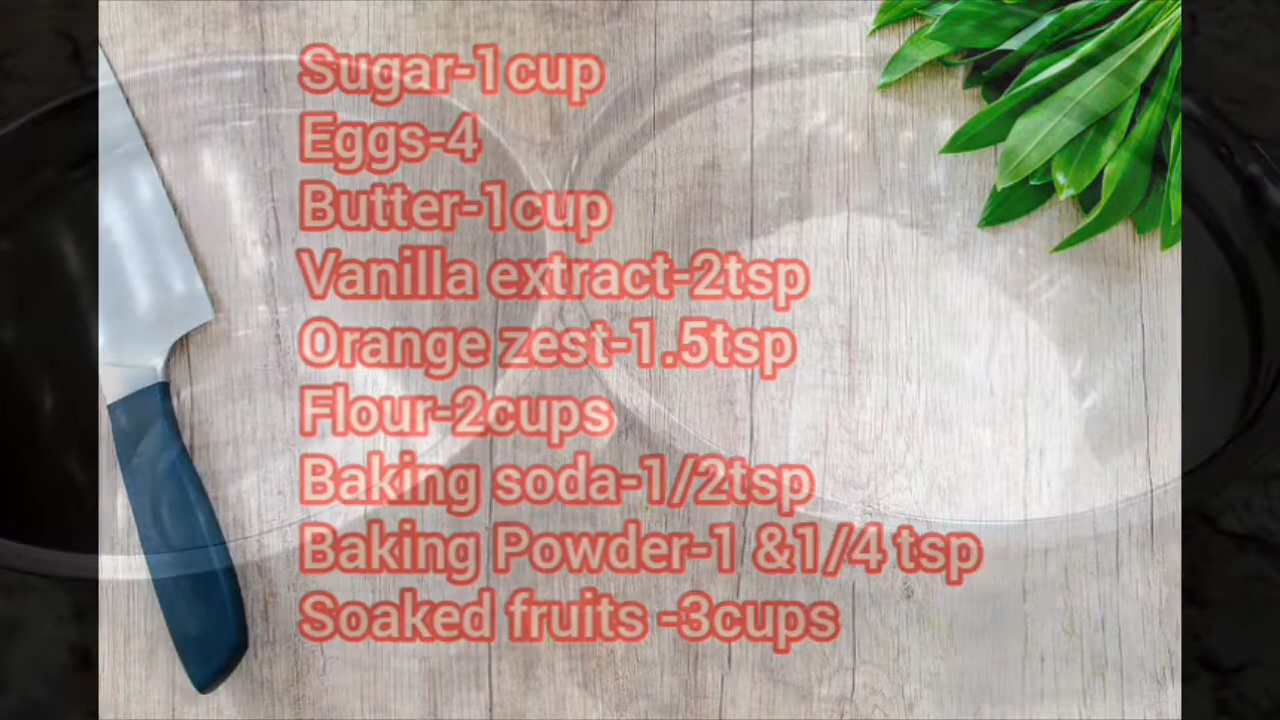 Sugar-1cup
Eggs-4
Butter-1cup
Vanilla extract-2tsp
Orange zest-1.5tsp
Flour-2cups
Baking soda-1/2tsp
Baking Powder-1 &1/4 tsp
Soaked fruits -3cups